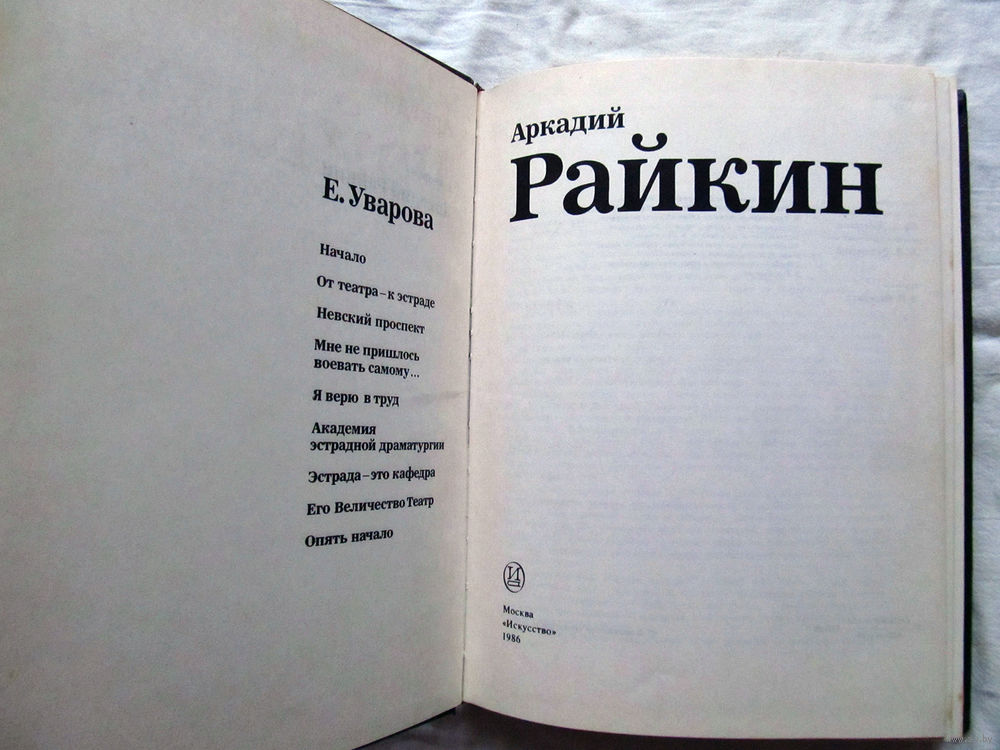 Е. Уварова
Начало
От театра – к эстраде
Невский проспект
Мне не пришлось
воевать самому...
Я верю в труд
Академия
эстрадной драматургии
Эстрада – это кафедра
Его Величество Театр
Опять начало
Аркадий
Райкин
И
Москва
«Искусство»
1986